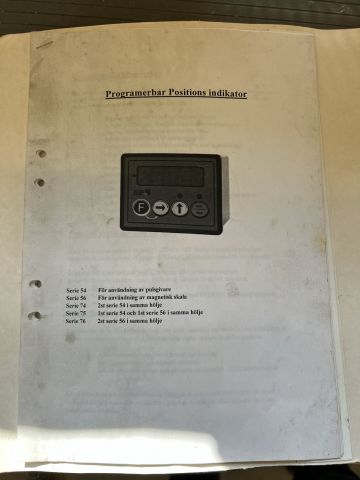 Programerbar Positions indikator
F
Serie 54 För användning av pulsgivare
Serie 56 För användning av magnetisk skala
Serie 74 2st serie 54 i samma hölje
Serie 75 1st serie 54 och 1st serie 56 i samma hölje
Serie 76 2st serie 56 i samma hölje